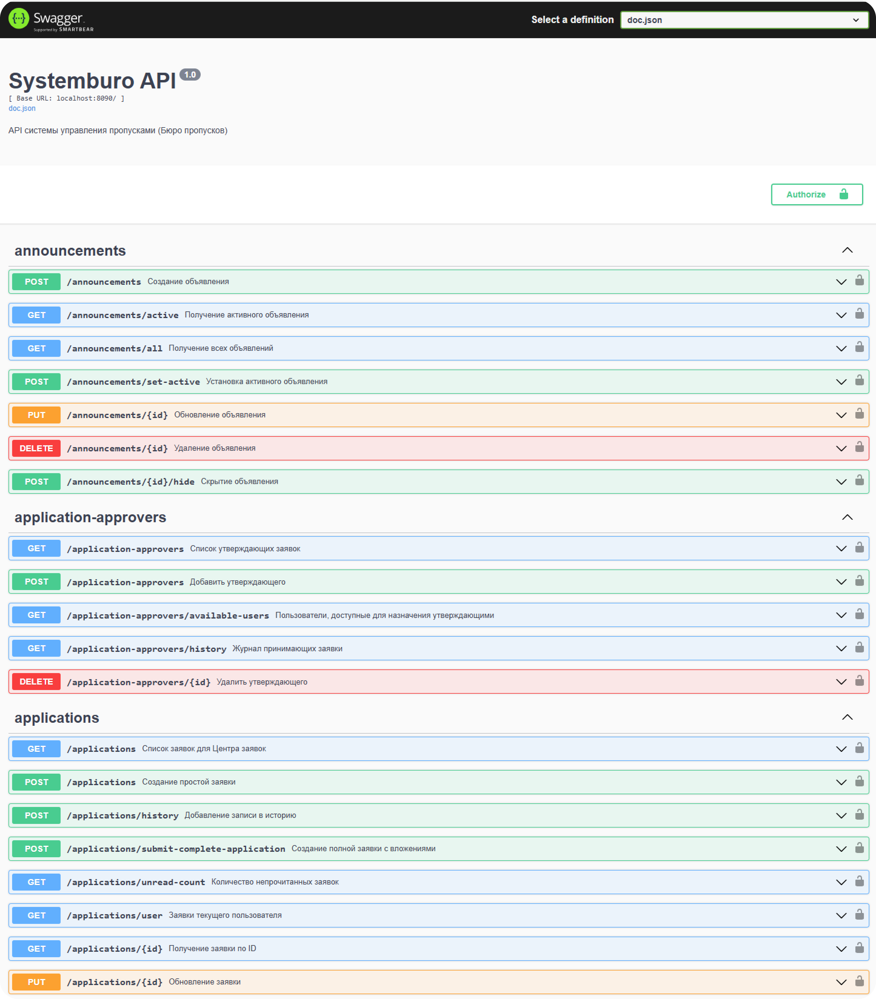 Swagger
Supported by SMARTBEAR
Select a definition doc.json
Systemburo API 1.0
[ Base URL: localhost:8090/ ]
doc.json
API системы управления пропусками (Бюро пропусков)
Authorize
announcements
POST /announcements Создание объявления
GET /announcements/active Получение активного объявления
GET /announcements/all Получение всех объявлений
POST /announcements/set-active Установка активного объявления
PUT /announcements/{id} Обновление объявления
DELETE /announcements/{id} Удаление объявления
POST /announcements/{id}/hide Скрытие объявления
application-approvers
GET /application-approvers Список утверждающих заявок
POST /application-approvers Добавить утверждающего
GET /application-approvers/available-users Пользователи, доступные для назначения утверждающими
GET /application-approvers/history Журнал принимающих заявки
DELETE /application-approvers/{id} Удалить утверждающего
applications
GET /applications Список заявок для Центра заявок
POST /applications Создание простой заявки
POST /applications/history Добавление записи в историю
POST /applications/submit-complete-application Создание полной заявки с вложениями
GET /applications/unread-count Количество непрочитанных заявок
GET /applications/user Заявки текущего пользователя
GET /applications/{id} Получение заявки по ID
PUT /applications/{id} Обновление заявки